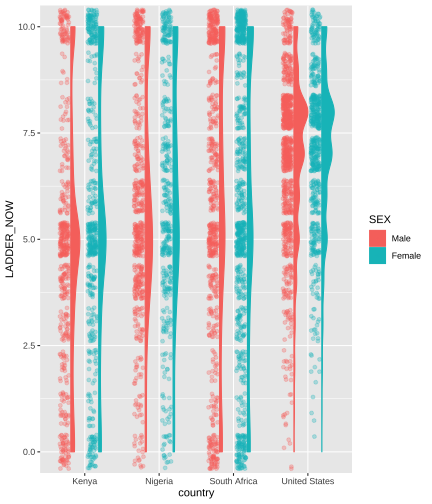 10.0
7.5
5.0
2.5
0.0
LADDER_NOW
Kenya
Nigeria
South Africa
United States
country
SEX
Male
Female